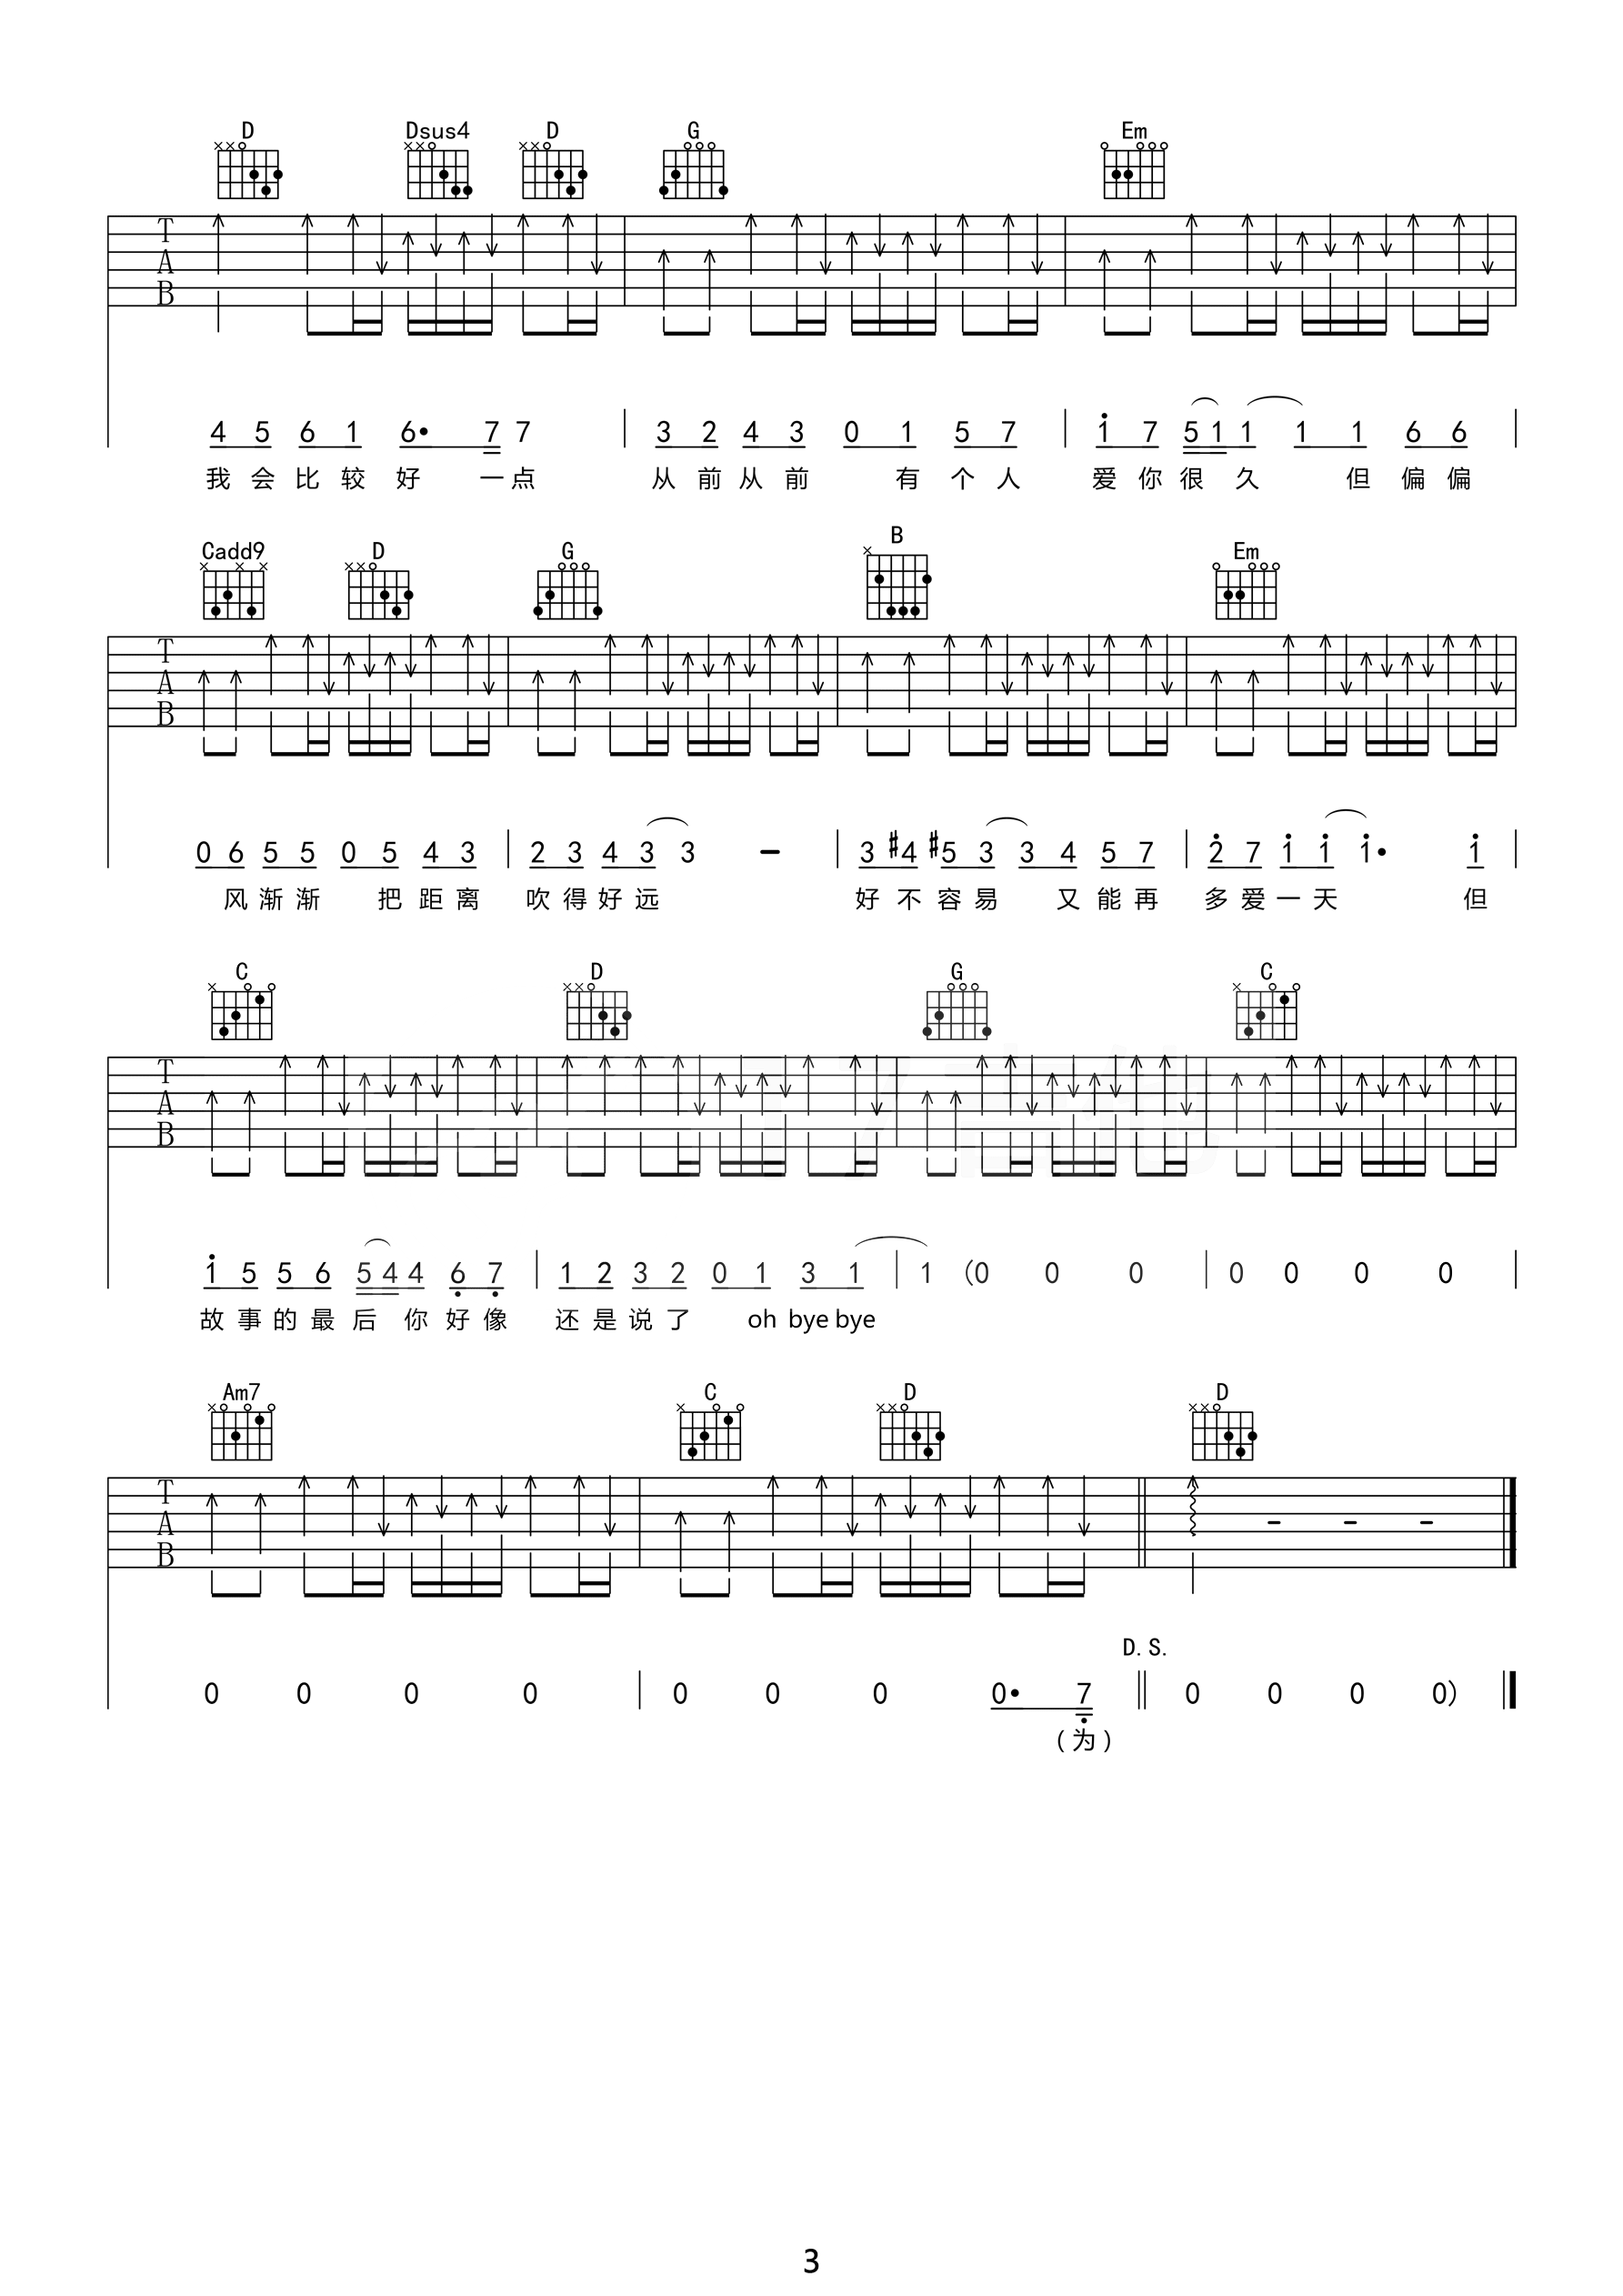 D Dsus4 D G Em
T
A
B
4 5 6 1 6• 7 7 3 2 4 3 0 1 5 7 1 7 5 1 1 1 1 6 6
我 会 比 较 好 一 点 从 前 从 前 有 个 人 爱 你 很 久 但 偏 偏
Cadd9 D G B Em
T
A
B
0 6 5 5 0 5 4 3 2 3 4 3 3 - 3 #4 #5 3 3 4 5 7 2 7 1 1 1• 1
风 渐 渐 把 距 离 吹 得 好 远 好 不 容 易 又 能 再 多 爱 一 天 但
C D G C
T
A
B
1 5 5 6 5 4 4 6 7 1 2 3 2 0 1 3 1 1 (0 0 0 0 0 0 0
故 事 的 最 后 你 好 像 还 是 说 了 oh bye bye
Am7 C D D
T
A
B
D. S.
0 0 0 0 0 0 0 0• 7 0 0 0 0)
(为)
3